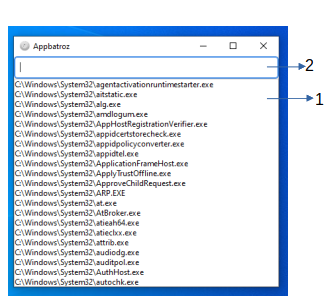 Appbatroz
2
C:\Windows\System32\agentactivationruntimestarter.exe
C:\Windows\System32\aitstatic.exe
1
C:\Windows\System32\alg.exe
C:\Windows\System32\amdlogum.exe
C:\Windows\System32\AppHostRegistrationVerifier.exe
C:\Windows\System32\appidcertstorecheck.exe
C:\Windows\System32\appidpolicyconverter.exe
C:\Windows\System32\appidtel.exe
C:\Windows\System32\ApplicationFrameHost.exe
C:\Windows\System32\ApplyTrustOffline.exe
C:\Windows\System32\ApproveChildRequest.exe
C:\Windows\System32\ARP.EXE
C:\Windows\System32\at.exe
C:\Windows\System32\AtBroker.exe
C:\Windows\System32\atieah64.exe
C:\Windows\System32\atieclxx.exe
C:\Windows\System32\attrib.exe
C:\Windows\System32\audiodg.exe
C:\Windows\System32\auditpol.exe
C:\Windows\System32\AuthHost.exe
C:\Windows\System32\autochk.exe